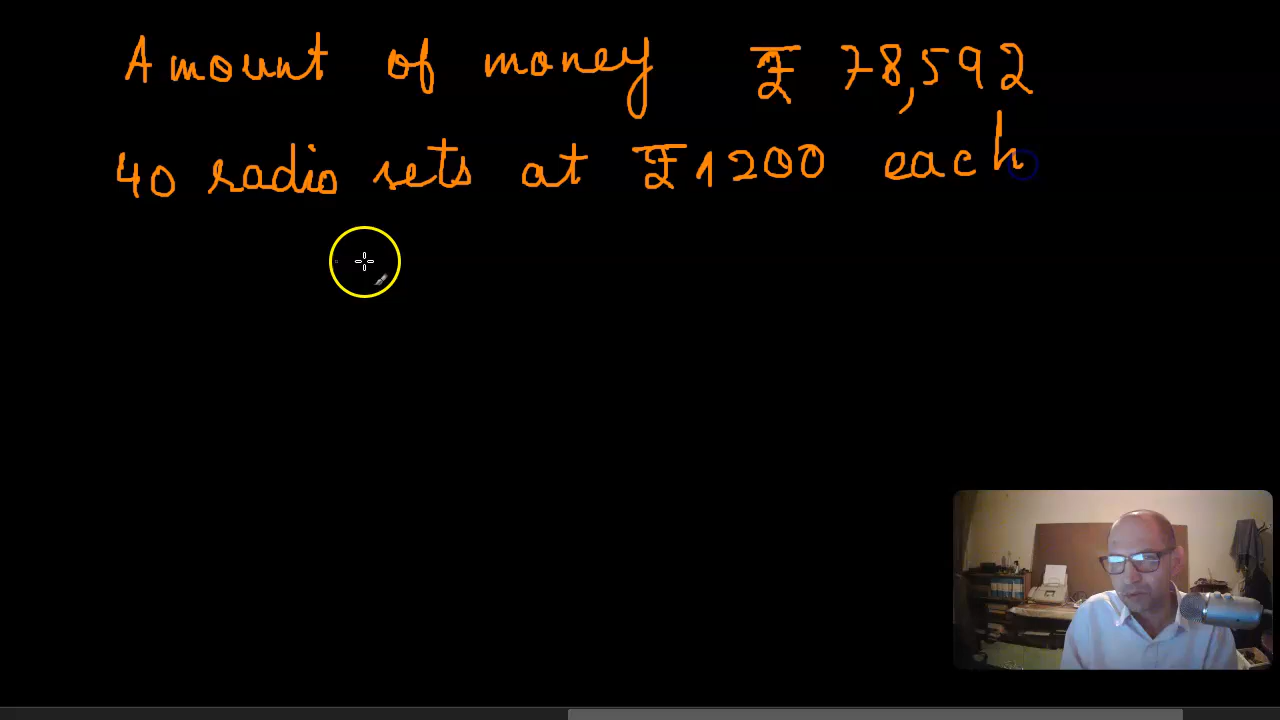 Amount of money ₹ 78,592
40 radio sets at ₹1200 each